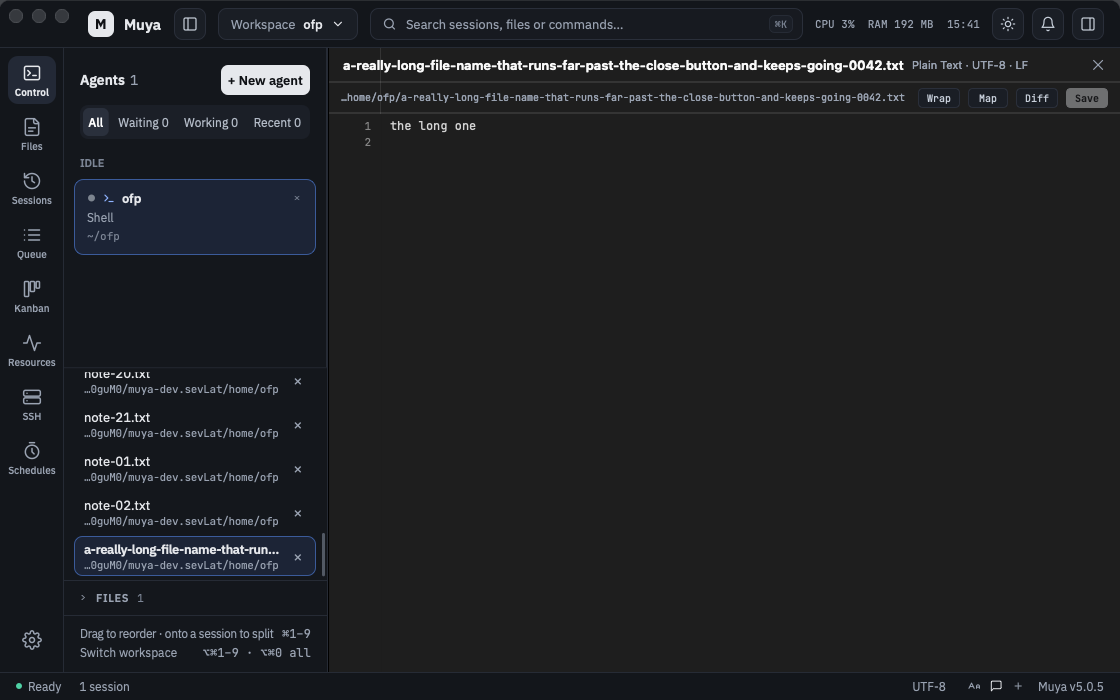 M Muya Workspace ofp Search sessions, files or commands... ⌘K CPU 3% RAM 192 MB 15:41
Control
Files
Sessions
Queue
Kanban
Resources
SSH
Schedules
Agents 1 + New agent
All Waiting 0 Working 0 Recent 0
IDLE
ofp ×
Shell
~/ofp
note-20.txt
…0guM0/muya-dev.sevLat/home/ofp ×
note-21.txt
…0guM0/muya-dev.sevLat/home/ofp ×
note-01.txt
…0guM0/muya-dev.sevLat/home/ofp ×
note-02.txt
…0guM0/muya-dev.sevLat/home/ofp ×
a-really-long-file-name-that-run...
…0guM0/muya-dev.sevLat/home/ofp ×
› FILES 1
Drag to reorder · onto a session to split ⌘1–9
Switch workspace ⌥⌘1–9 · ⌥⌘0 all
a-really-long-file-name-that-runs-far-past-the-close-button-and-keeps-going-0042.txt Plain Text · UTF-8 · LF
…home/ofp/a-really-long-file-name-that-runs-far-past-the-close-button-and-keeps-going-0042.txt Wrap Map Diff Save
1 the long one
2
Ready 1 session UTF-8 Aa + Muya v5.0.5